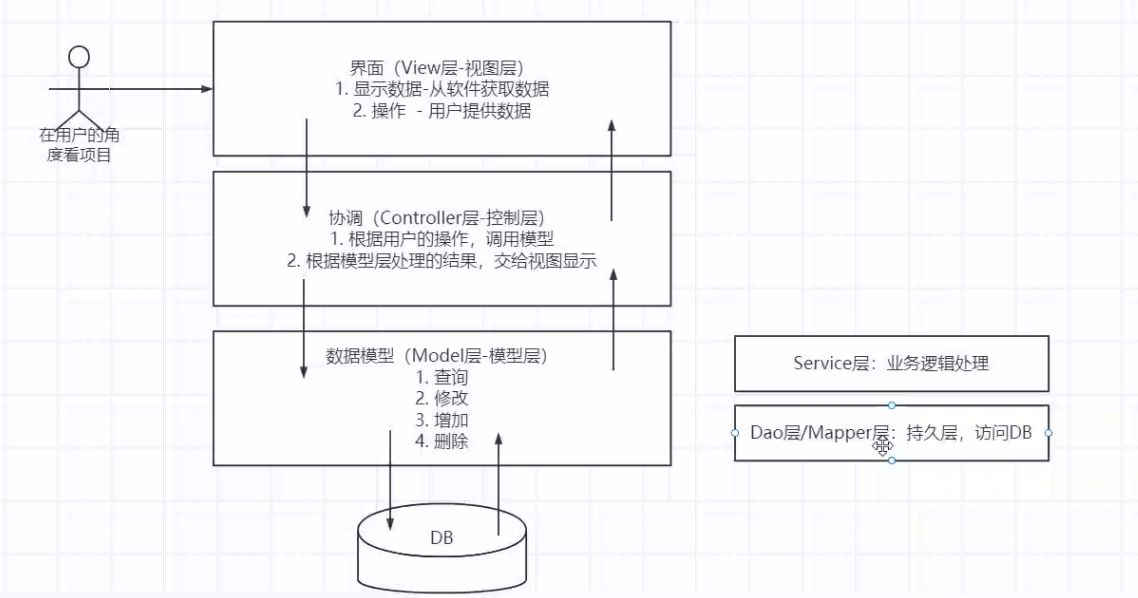 界面（View层-视图层）
1. 显示数据-从软件获取数据
2. 操作 - 用户提供数据
在用户的角
度看项目
协调（Controller层-控制层）
1. 根据用户的操作，调用模型
2. 根据模型层处理的结果，交给视图显示
数据模型（Model层-模型层）
1. 查询
2. 修改
3. 增加
4. 删除
Service层：业务逻辑处理
Dao层/Mapper层：持久层，访问DB
DB